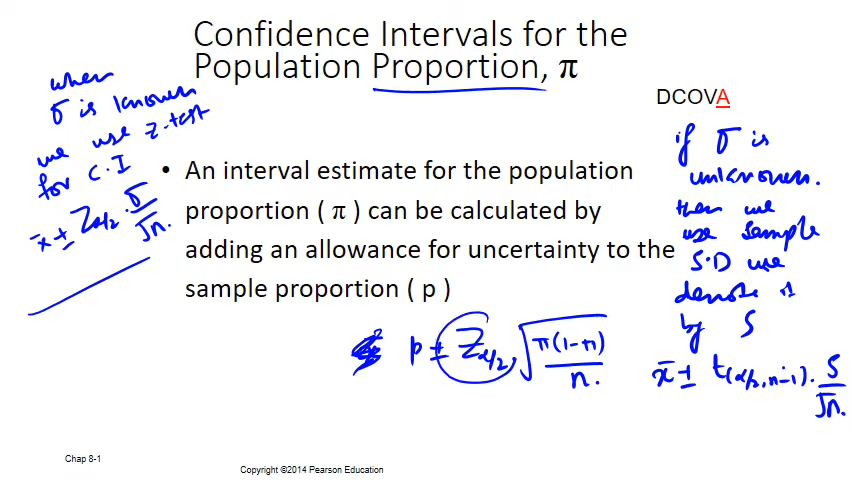 Confidence Intervals for the
Population Proportion, π
DCOVA
when
σ is known
we use Z-test
for C.I
x̄ ± Zα/2 · σ/√n.
• An interval estimate for the population
proportion ( π ) can be calculated by
adding an allowance for uncertainty to the
sample proportion ( p )
p ± Zα/2, √(π(1-π)/n.)
if σ is
unknown.
then we
use sample
S.D we
denote
by S
x̄ ± t(α/2, n-1) · S/√n.
Chap 8-1
Copyright ©2014 Pearson Education